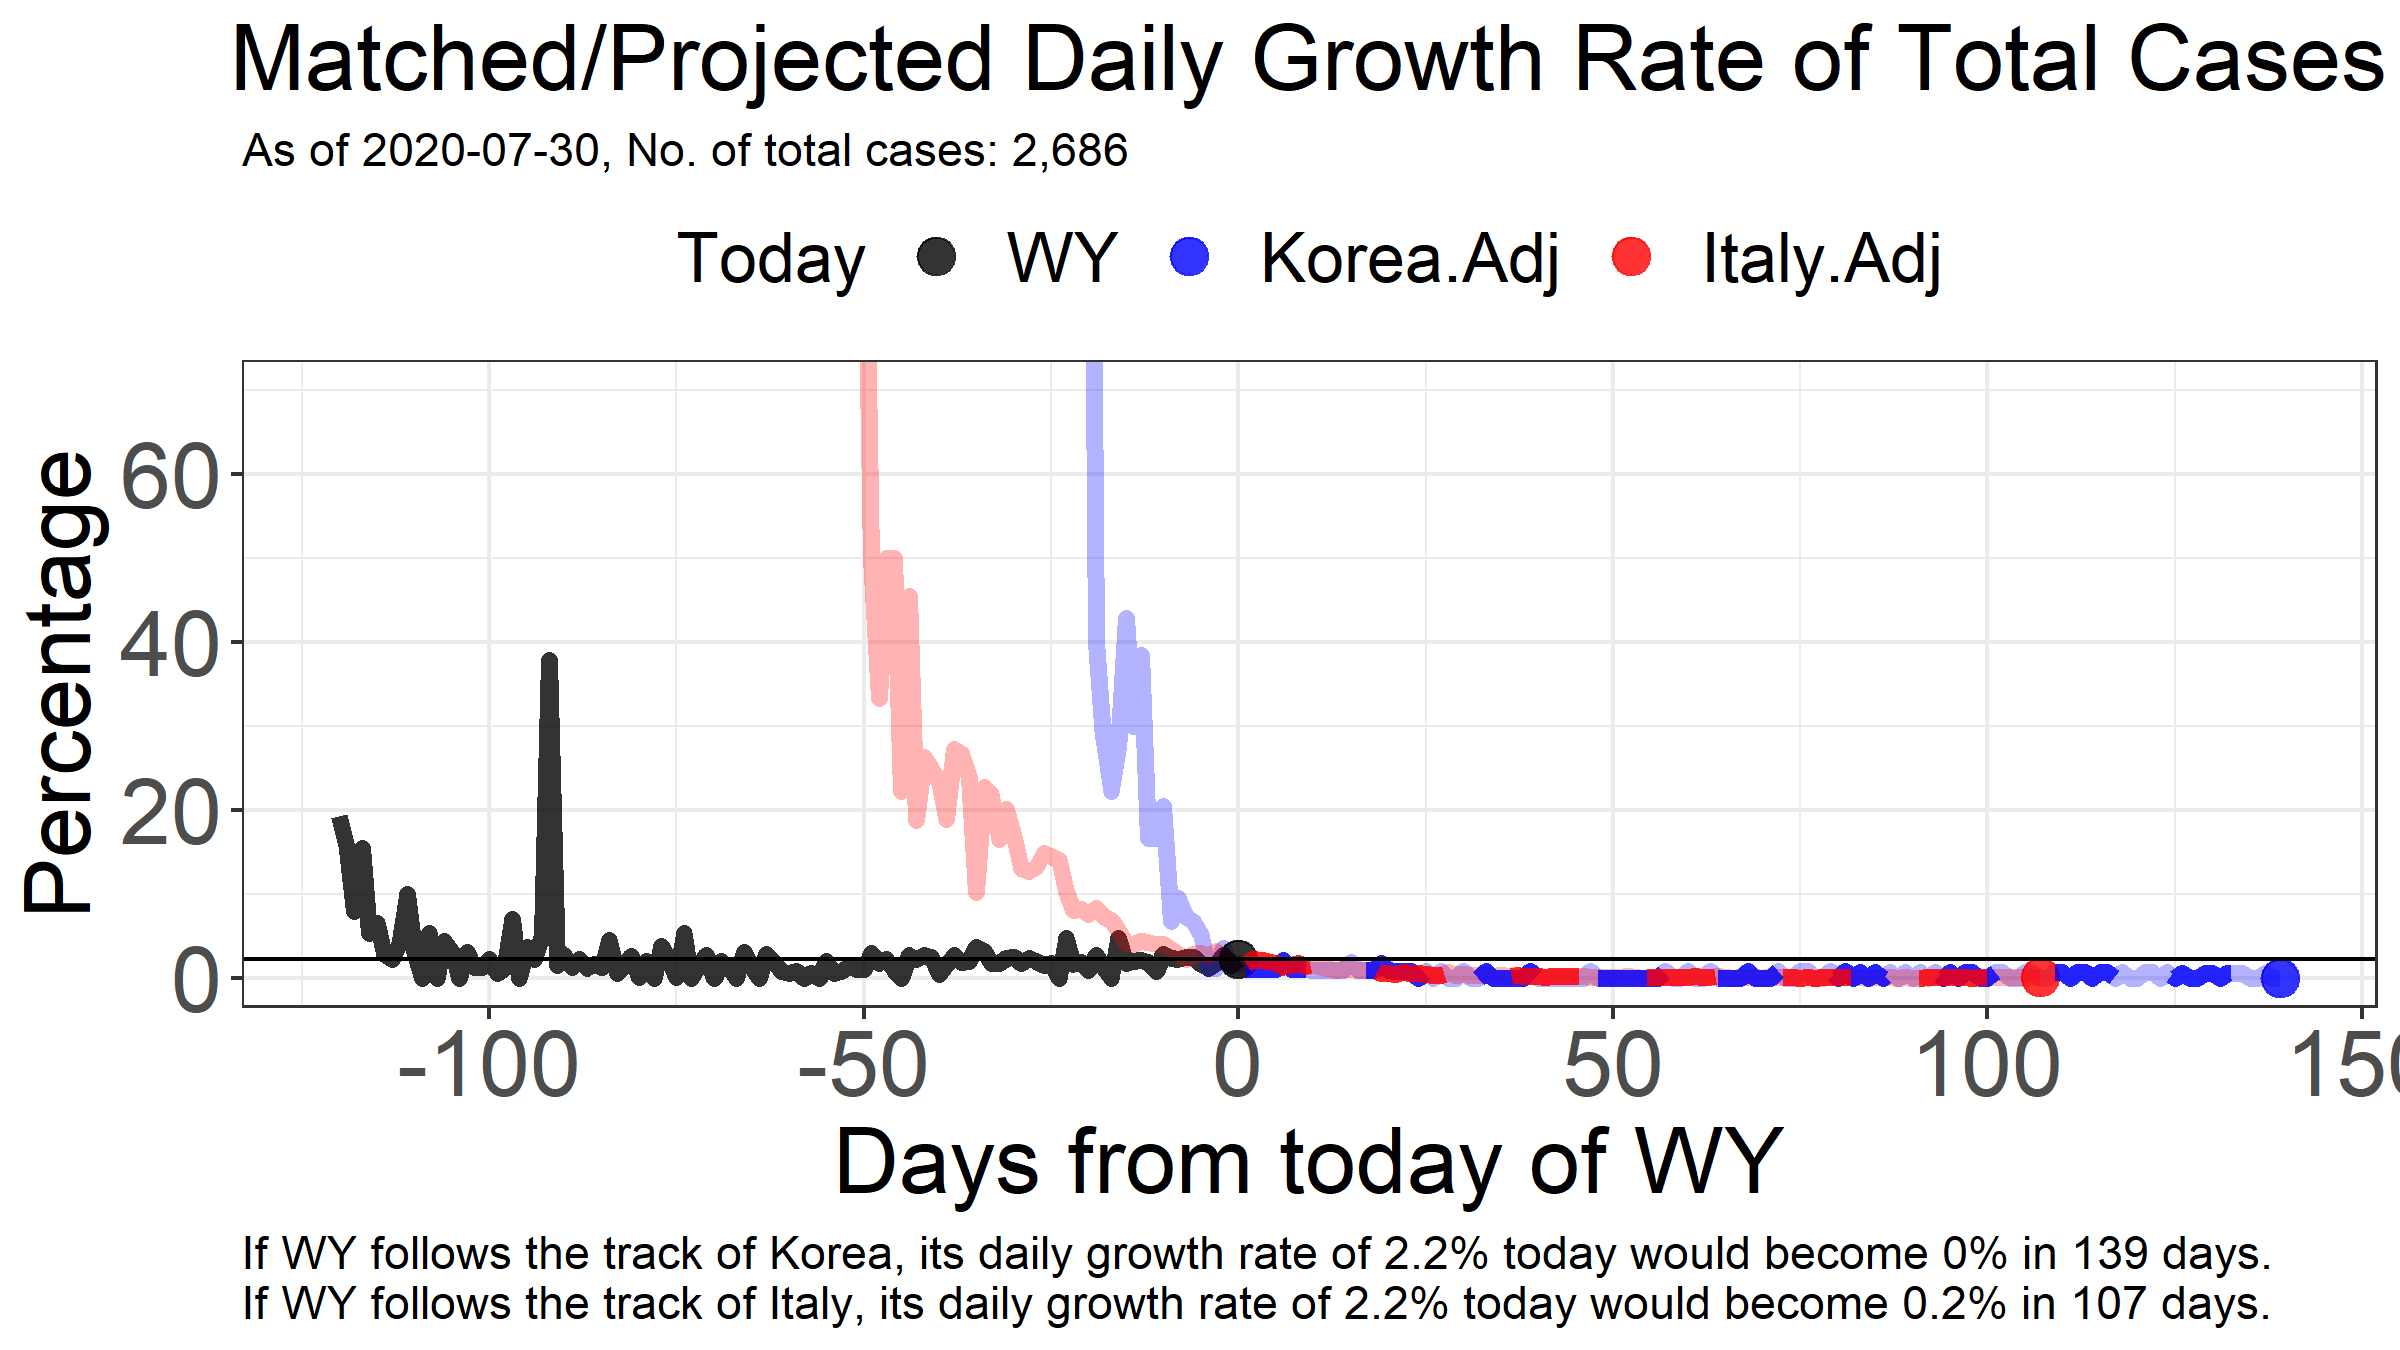 Matched/Projected Daily Growth Rate of Total Cases
As of 2020-07-30, No. of total cases: 2,686
Today WY Korea.Adj Italy.Adj
Percentage
60
40
20
0
-100 -50 0 50 100 150
Days from today of WY
If WY follows the track of Korea, its daily growth rate of 2.2% today would become 0% in 139 days.
If WY follows the track of Italy, its daily growth rate of 2.2% today would become 0.2% in 107 days.